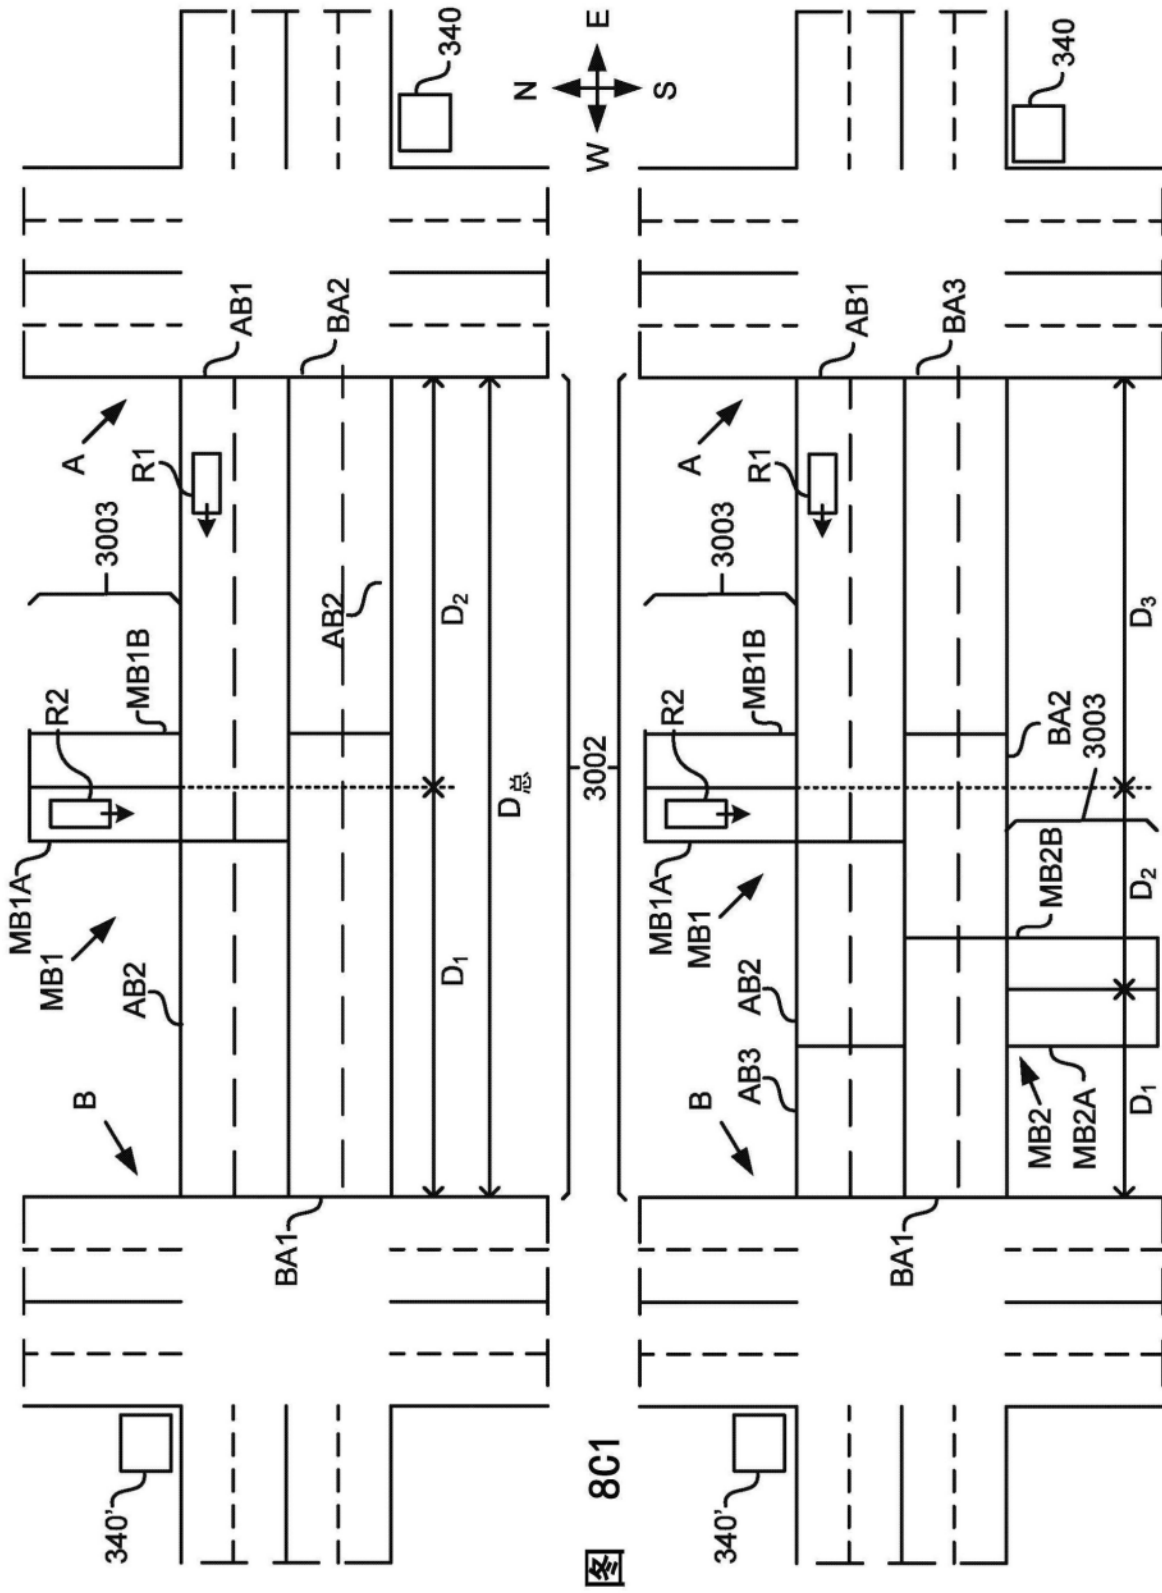 340'
340
N
W
E
S
A
B
R1
R2
3003
MB1A
MB1
MB1B
AB1
AB2
AB2
BA1
BA2
D₁
D₂
D总
图 8C1
3002
340'
340
A
B
R1
R2
3003
MB1A
MB1
MB1B
AB1
AB2
AB3
BA1
BA2
BA3
3003
MB2
MB2A
MB2B
D₁
D₂
D₃